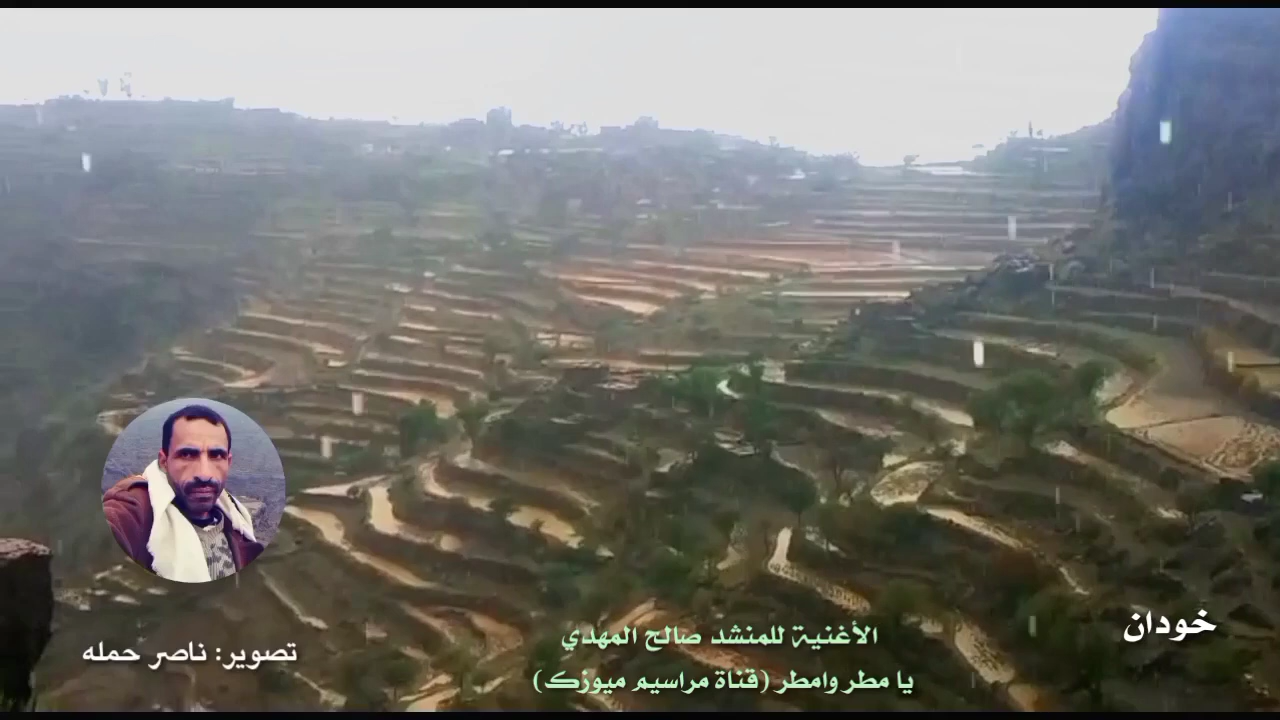 خودان
الأغنية للمنشد صالح المهدي
يا مطر وامطر (قناة مراسيم ميوزك)
تصوير: ناصر حمله